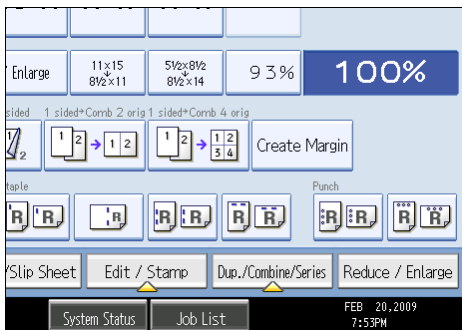 / Enlarge 11×15 5½×8½ 93% 100%
8½×11 8½×14
sided 1 sided→Comb 2 orig 1 sided→Comb 4 orig
1/2 1 2 → 1 2 1 2 → 1 2 3 4 Create Margin
taple Punch
R R R R R R R R R R R
/Slip Sheet Edit / Stamp Dup./Combine/Series Reduce / Enlarge
System Status Job List FEB 20,2009
7:53PM